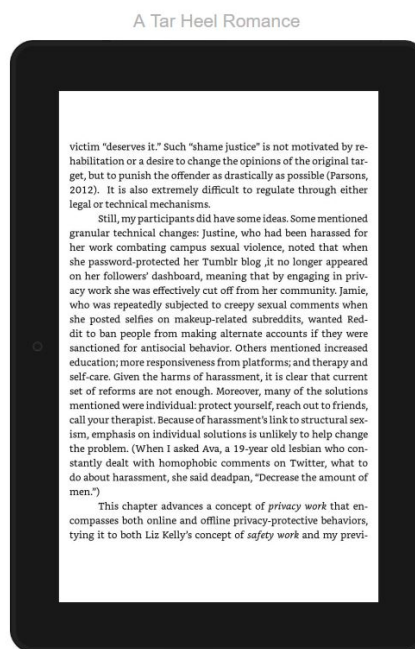 A Tar Heel Romance
victim “deserves it.” Such “shame justice” is not motivated by re-
habilitation or a desire to change the opinions of the original tar-
get, but to punish the offender as drastically as possible (Parsons,
2012).  It is also extremely difficult to regulate through either
legal or technical mechanisms.
Still, my participants did have some ideas. Some mentioned
granular technical changes: Justine, who had been harassed for
her work combating campus sexual violence, noted that when
she password-protected her Tumblr blog ,it no longer appeared
on her followers’ dashboard, meaning that by engaging in priv-
acy work she was effectively cut off from her community. Jamie,
who was repeatedly subjected to creepy sexual comments when
she posted selfies on makeup-related subreddits, wanted Red-
dit to ban people from making alternate accounts if they were
sanctioned for antisocial behavior. Others mentioned increased
education; more responsiveness from platforms; and therapy and
self-care. Given the harms of harassment, it is clear that current
set of reforms are not enough. Moreover, many of the solutions
mentioned were individual: protect yourself, reach out to friends,
call your therapist. Because of harassment’s link to structural sex-
ism, emphasis on individual solutions is unlikely to help change
the problem. (When I asked Ava, a 19-year old lesbian who con-
stantly dealt with homophobic comments on Twitter, what to
do about harassment, she said deadpan, “Decrease the amount of
men.”)
This chapter advances a concept of privacy work that en-
compasses both online and offline privacy-protective behaviors,
tying it to both Liz Kelly’s concept of safety work and my previ-